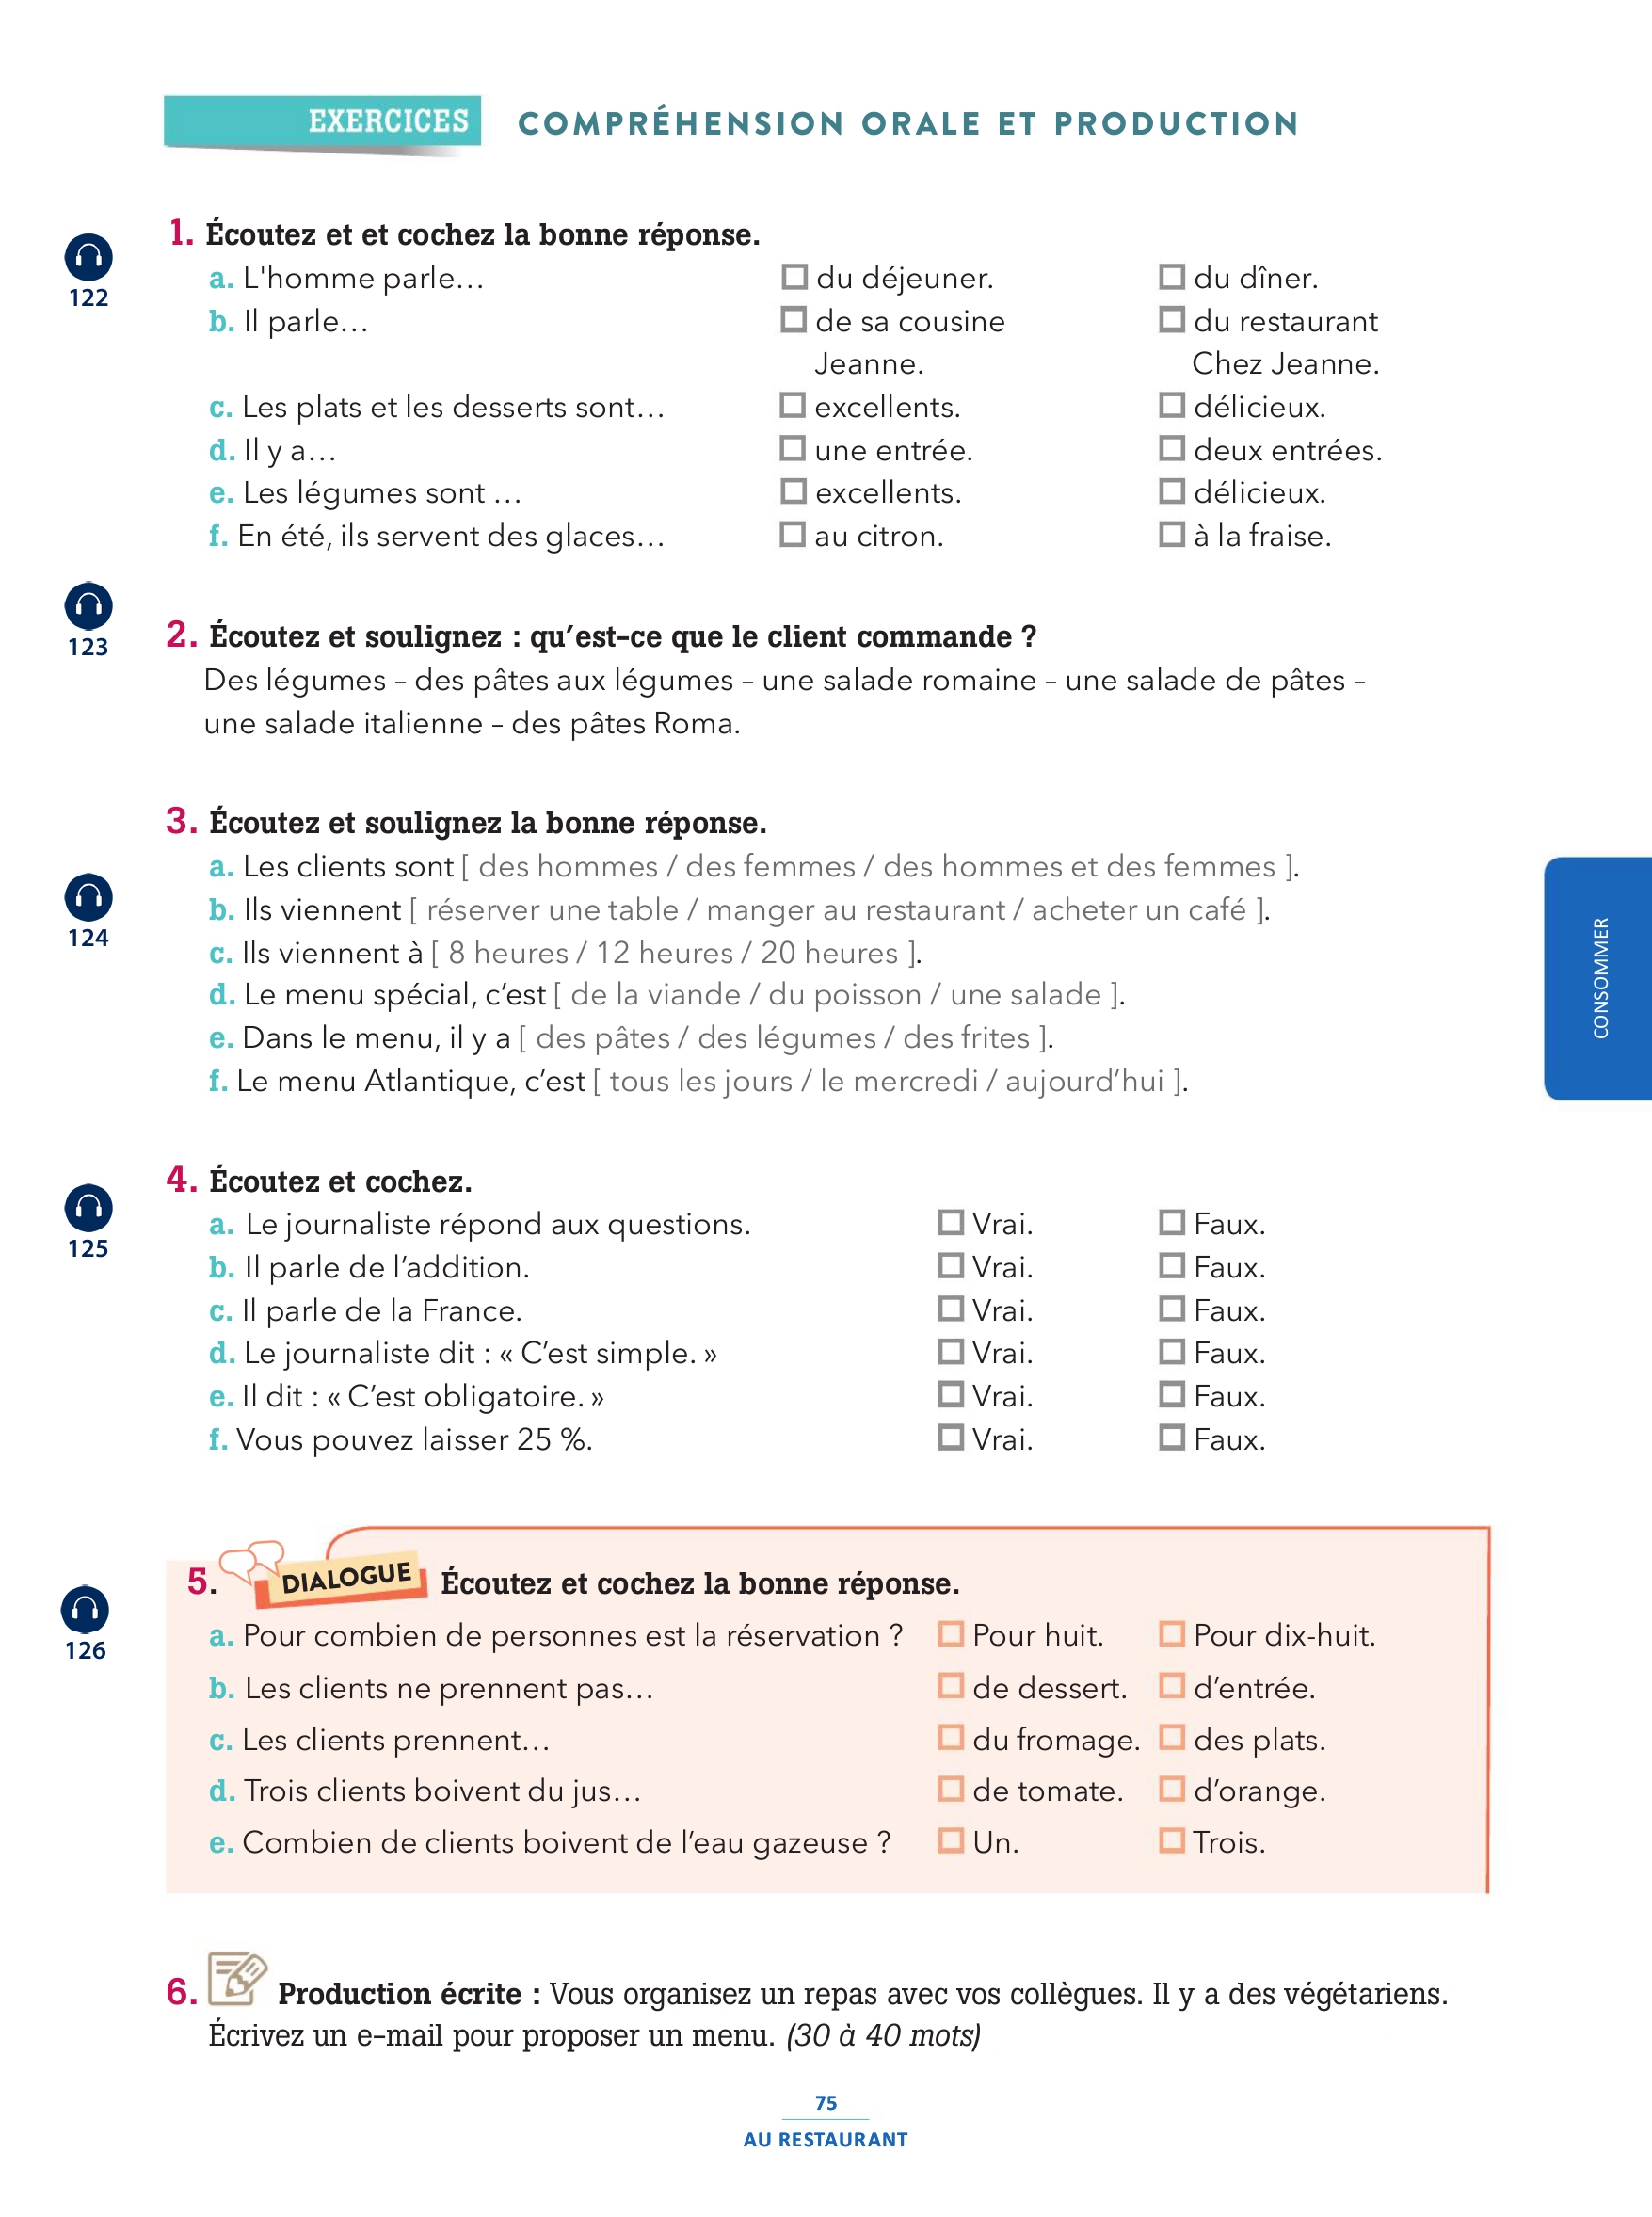 EXERCICES COMPRÉHENSION ORALE ET PRODUCTION
122
1. Écoutez et et cochez la bonne réponse.
a. L'homme parle… du déjeuner. du dîner.
b. Il parle… de sa cousine Jeanne. du restaurant Chez Jeanne.
c. Les plats et les desserts sont… excellents. délicieux.
d. Il y a… une entrée. deux entrées.
e. Les légumes sont … excellents. délicieux.
f. En été, ils servent des glaces… au citron. à la fraise.
123
2. Écoutez et soulignez : qu’est-ce que le client commande ?
Des légumes – des pâtes aux légumes – une salade romaine – une salade de pâtes –
une salade italienne – des pâtes Roma.
124
3. Écoutez et soulignez la bonne réponse.
a. Les clients sont [ des hommes / des femmes / des hommes et des femmes ].
b. Ils viennent [ réserver une table / manger au restaurant / acheter un café ].
c. Ils viennent à [ 8 heures / 12 heures / 20 heures ].
d. Le menu spécial, c’est [ de la viande / du poisson / une salade ].
e. Dans le menu, il y a [ des pâtes / des légumes / des frites ].
f. Le menu Atlantique, c’est [ tous les jours / le mercredi / aujourd’hui ].
CONSOMMER
125
4. Écoutez et cochez.
a. Le journaliste répond aux questions. Vrai. Faux.
b. Il parle de l’addition. Vrai. Faux.
c. Il parle de la France. Vrai. Faux.
d. Le journaliste dit : « C’est simple. » Vrai. Faux.
e. Il dit : « C’est obligatoire. » Vrai. Faux.
f. Vous pouvez laisser 25 %. Vrai. Faux.
126
5. DIALOGUE Écoutez et cochez la bonne réponse.
a. Pour combien de personnes est la réservation ? Pour huit. Pour dix-huit.
b. Les clients ne prennent pas… de dessert. d’entrée.
c. Les clients prennent… du fromage. des plats.
d. Trois clients boivent du jus… de tomate. d’orange.
e. Combien de clients boivent de l’eau gazeuse ? Un. Trois.
6. Production écrite : Vous organisez un repas avec vos collègues. Il y a des végétariens.
Écrivez un e-mail pour proposer un menu. (30 à 40 mots)
75
AU RESTAURANT